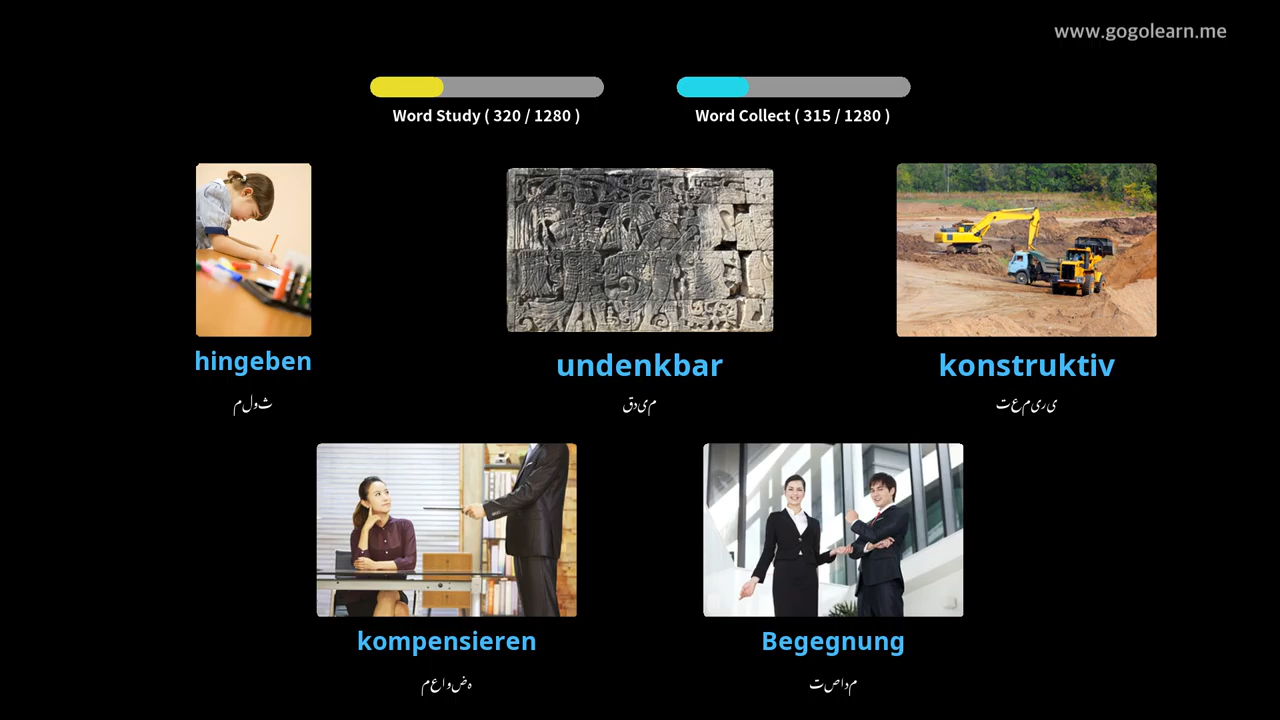 www.gogolearn.me
Word Study ( 320 / 1280 )
Word Collect ( 315 / 1280 )
hingeben
undenkbar
konstruktiv
ملوث
قدیم
تعمیری
kompensieren
Begegnung
معاوضہ
تصادم